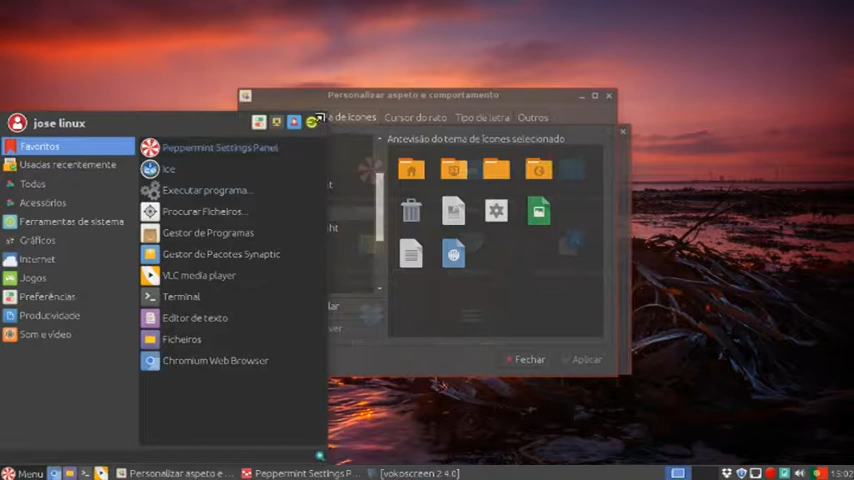 Personalizar aspeto e comportamento
jose linux
de ícones
Cursor do rato
Tipo de letra
Outros
Antevisão do tema de ícones selecionado
Favoritos
Usadas recentemente
Todas
Acessórios
Ferramentas de sistema
Gráficos
Internet
Jogos
Preferências
Produtividade
Som e vídeo
Peppermint Settings Panel
Ice
Executar programa...
Procurar Ficheiros...
Gestor de Programas
Gestor de Pacotes Synaptic
VLC media player
Terminal
Editor de texto
Ficheiros
Chromium Web Browser
Fechar
Aplicar
Menu
Personalizar aspeto e ...
Peppermint Settings P...
[vokoscreen 2.4.0]
15:02